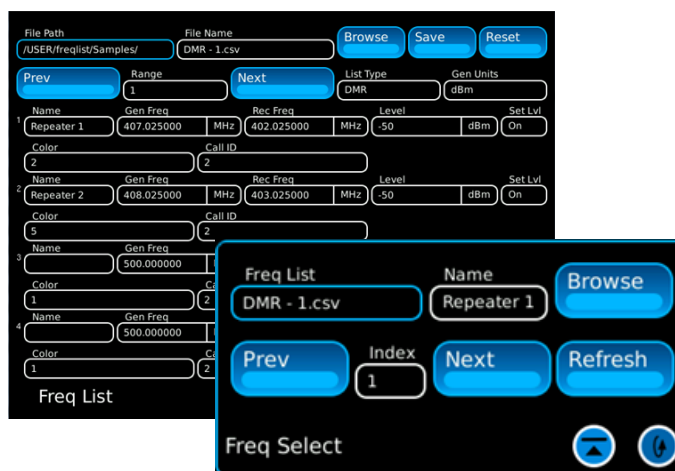 File Path File Name
/USER/freqlist/Samples/ DMR - 1.csv Browse Save Reset
Prev Range Next List Type Gen Units
1 DMR dBm
Name Gen Freq Rec Freq Level Set Lvl
1 Repeater 1 407.025000 MHz 402.025000 MHz -50 dBm On
Color Call ID
2 2
Name Gen Freq Rec Freq Level Set Lvl
2 Repeater 2 408.025000 MHz 403.025000 MHz -50 dBm On
Color Call ID
5 2
Name Gen Freq
3 500.000000
Color
1 2
Name Gen Freq
4 500.000000
Color
1 2
Freq List
Freq List Name Browse
DMR - 1.csv Repeater 1
Prev Index Next Refresh
1
Freq Select